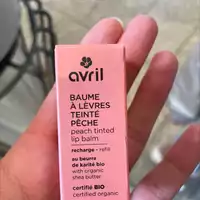 avril
BAUME
À LÈVRES
TEINTÉ
PÊCHE
peach tinted
lip balm
recharge - refill
au beurre
de karité bio
with organic
shea butter
certifié BIO
certified organic